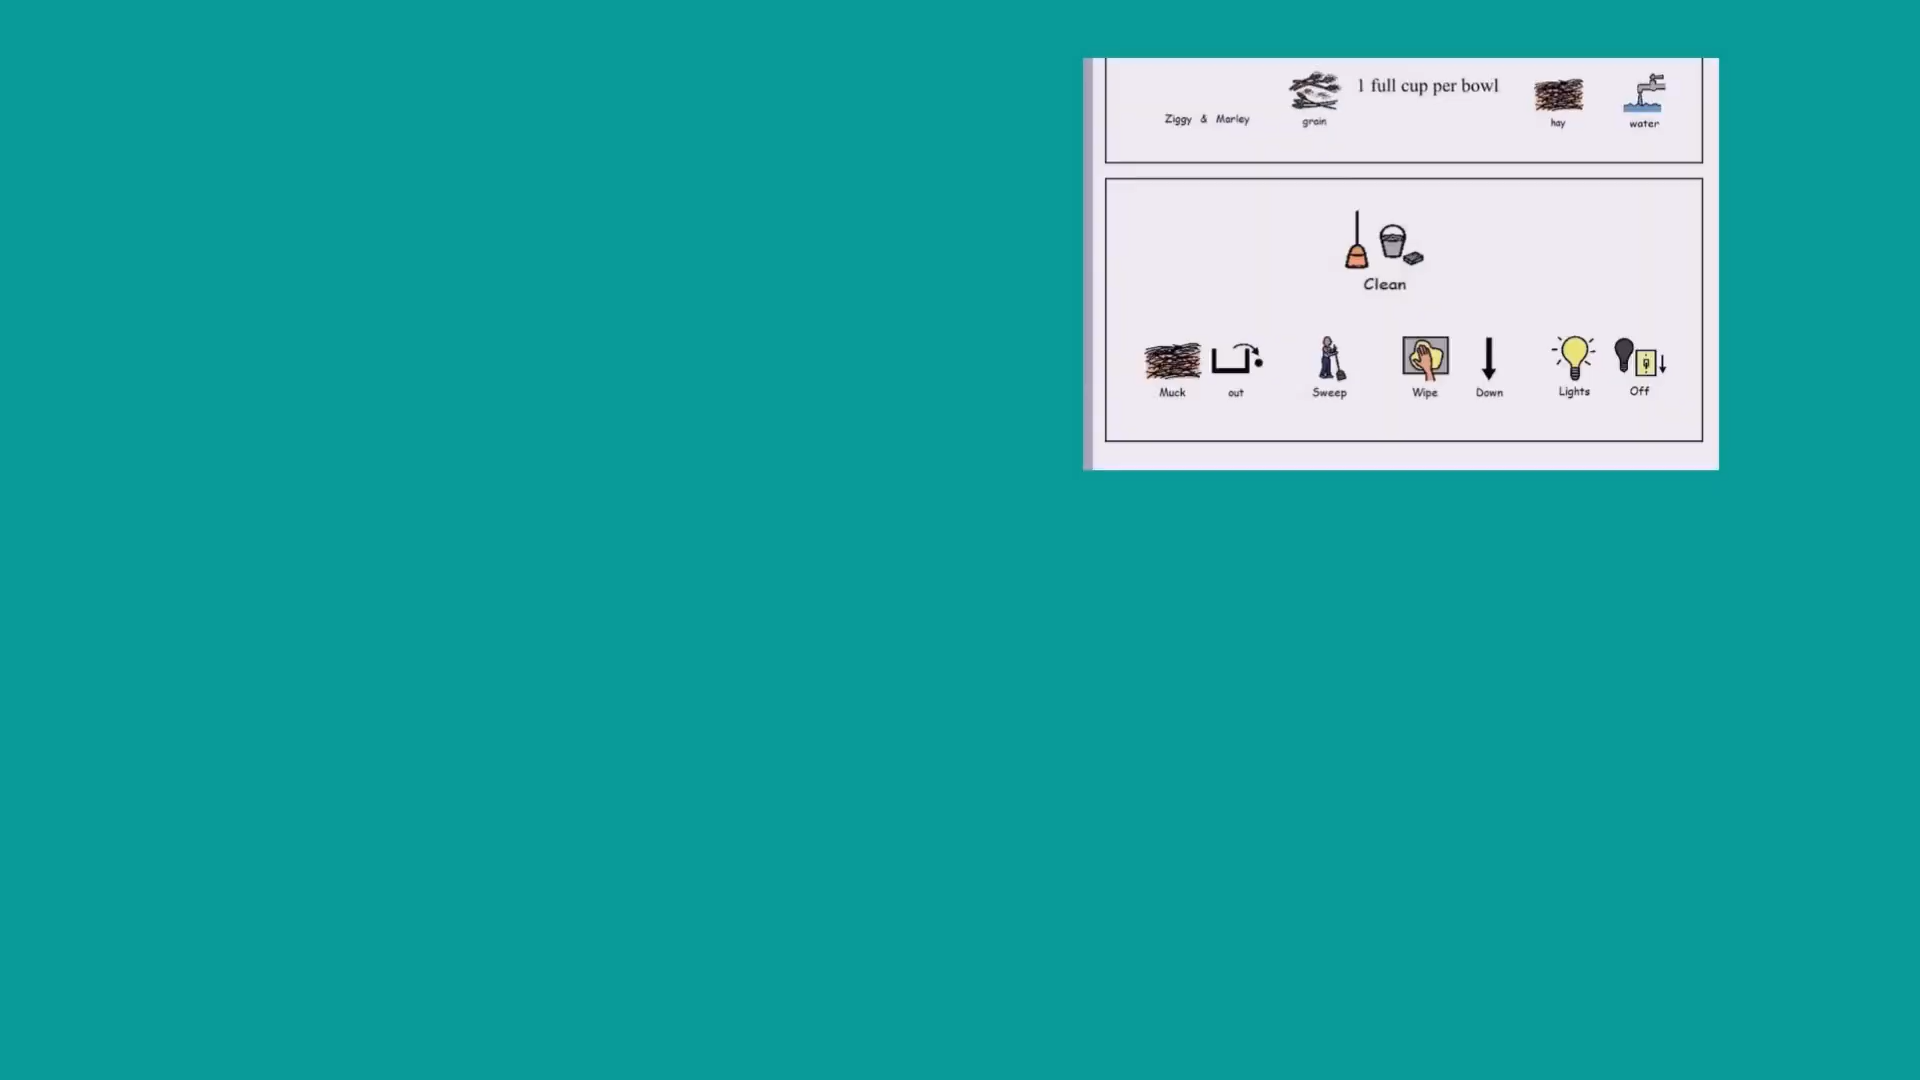 1 full cup per bowl
Ziggy & Marley grain hay water
Clean
Muck out Sweep Wipe Down Lights Off